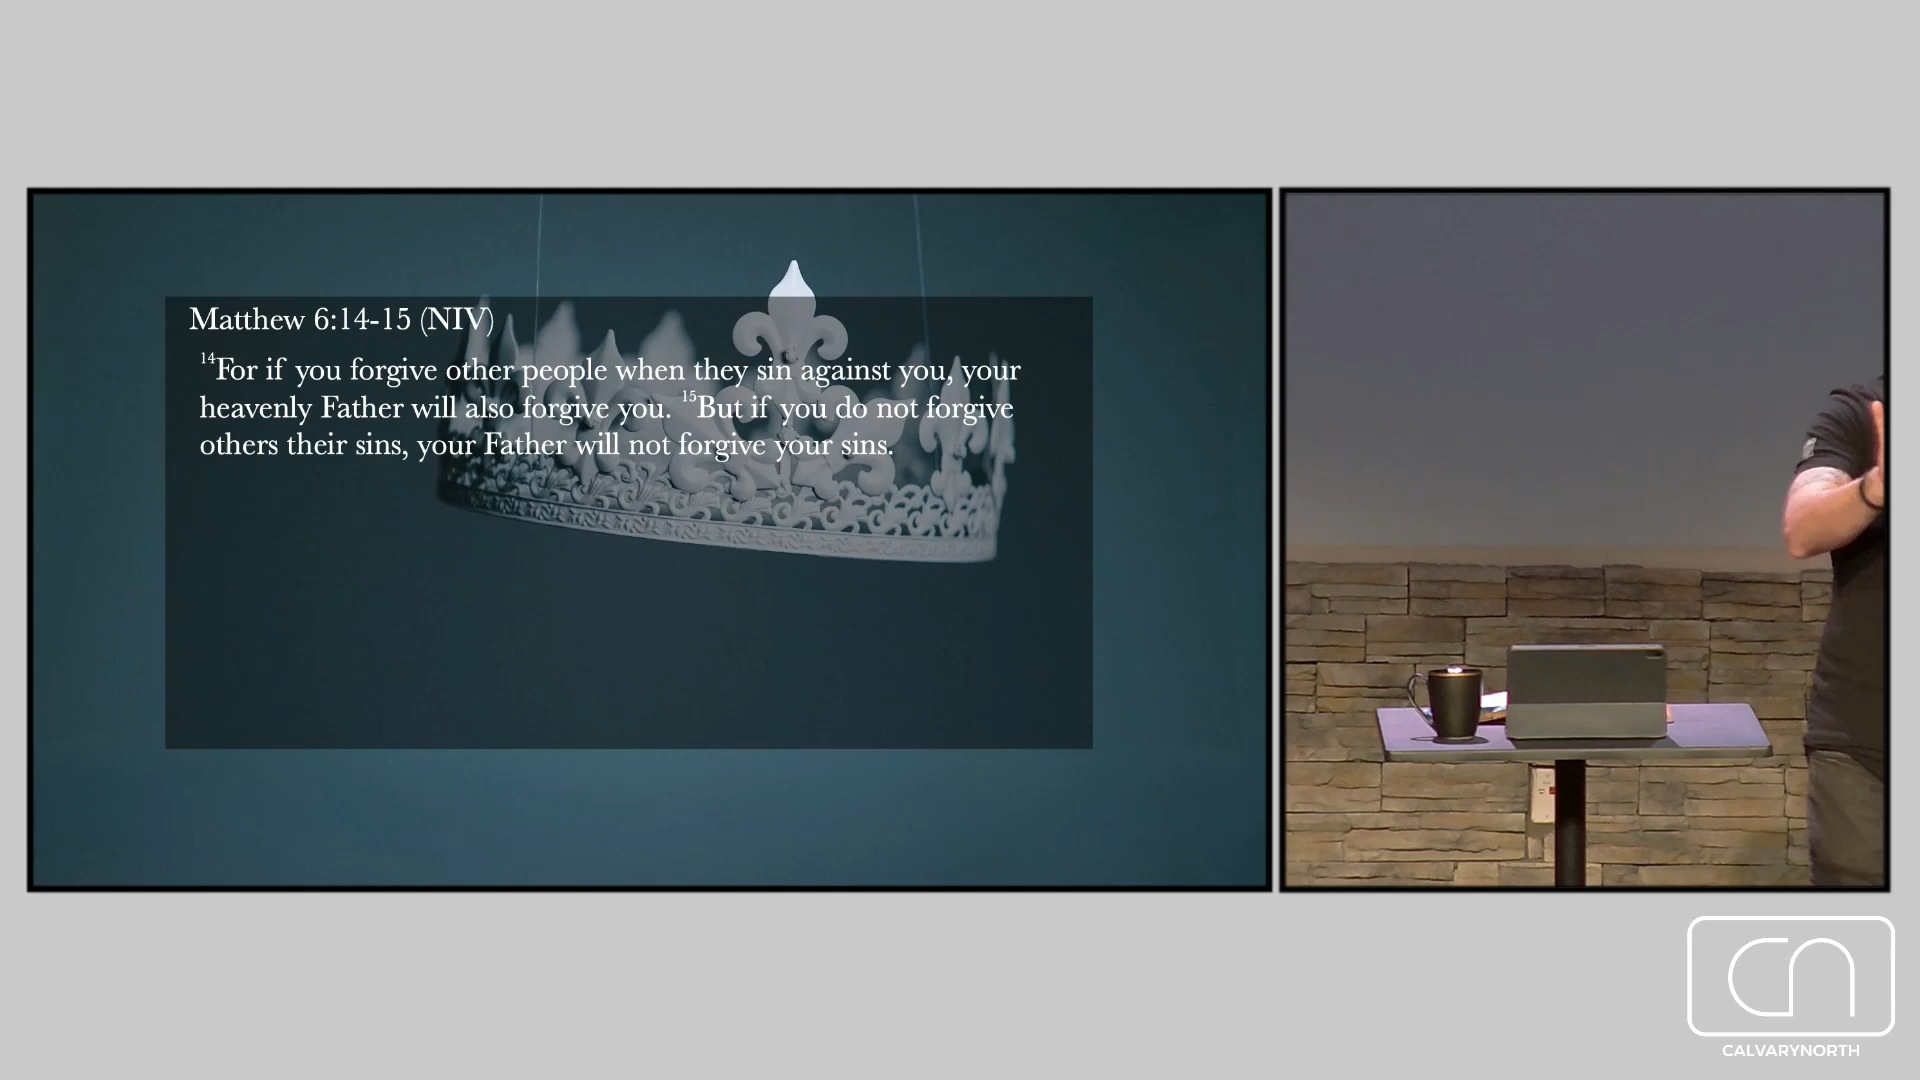 Matthew 6:14-15 (NIV)
14For if you forgive other people when they sin against you, your
heavenly Father will also forgive you. 15But if you do not forgive
others their sins, your Father will not forgive your sins.
cn
CALVARYNORTH